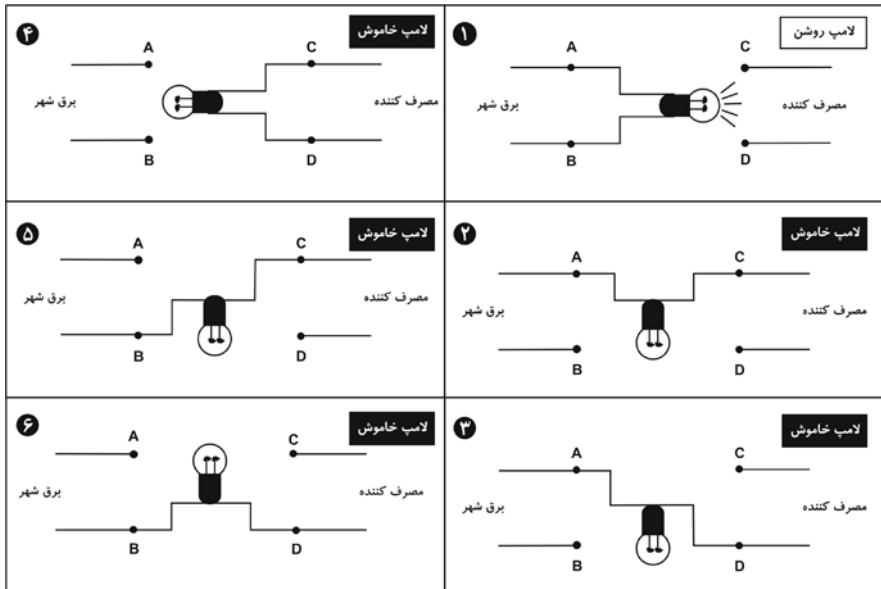 ۱
لامپ روشن
A
C
برق شهر
مصرف کننده
B
D
۲
لامپ خاموش
A
C
برق شهر
مصرف کننده
B
D
۳
لامپ خاموش
A
C
برق شهر
مصرف کننده
B
D
۴
لامپ خاموش
A
C
برق شهر
مصرف کننده
B
D
۵
لامپ خاموش
A
C
برق شهر
مصرف کننده
B
D
۶
لامپ خاموش
A
C
برق شهر
مصرف کننده
B
D